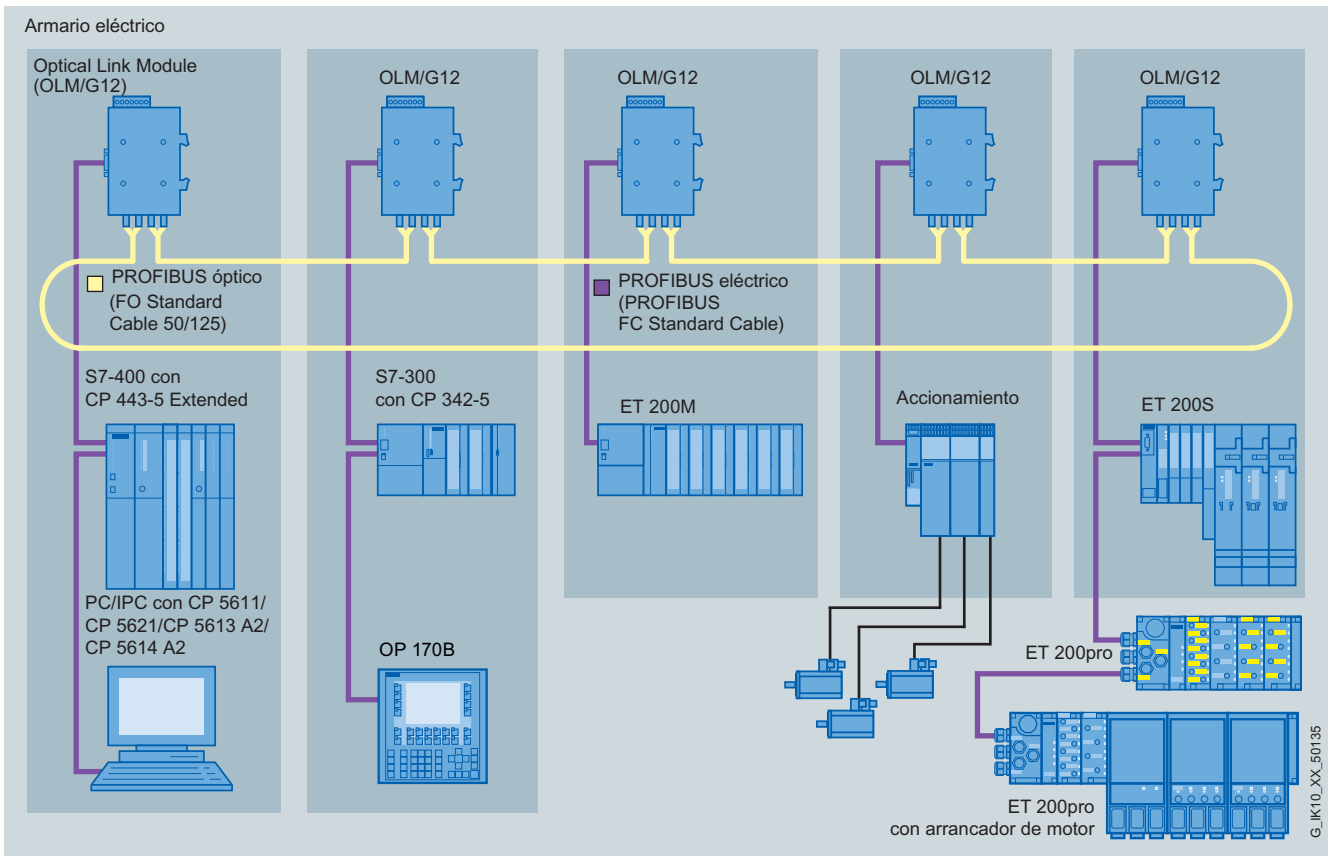 Armario eléctrico
Optical Link Module
(OLM/G12)
OLM/G12
OLM/G12
OLM/G12
OLM/G12
PROFIBUS óptico
(FO Standard
Cable 50/125)
PROFIBUS eléctrico
(PROFIBUS
FC Standard Cable)
S7-400 con
CP 443-5 Extended
S7-300
con CP 342-5
ET 200M
Accionamiento
ET 200S
PC/IPC con CP 5611/
CP 5621/CP 5613 A2/
CP 5614 A2
OP 170B
ET 200pro
ET 200pro
con arrancador de motor
G_IK10_XX_50135